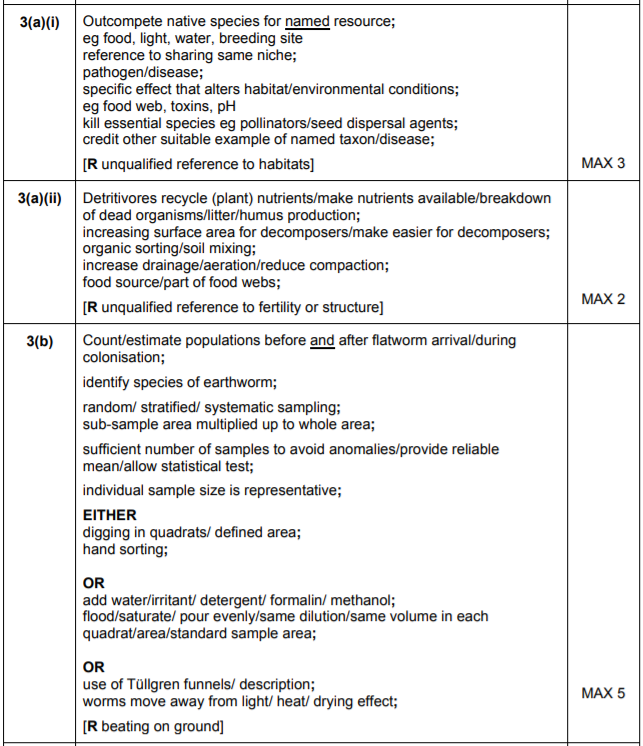 3(a)(i)
Outcompete native species for named resource;
eg food, light, water, breeding site
reference to sharing same niche;
pathogen/disease;
specific effect that alters habitat/environmental conditions;
eg food web, toxins, pH
kill essential species eg pollinators/seed dispersal agents;
credit other suitable example of named taxon/disease;
[R unqualified reference to habitats]
MAX 3
3(a)(ii)
Detritivores recycle (plant) nutrients/make nutrients available/breakdown
of dead organisms/litter/humus production;
increasing surface area for decomposers/make easier for decomposers;
organic sorting/soil mixing;
increase drainage/aeration/reduce compaction;
food source/part of food webs;
[R unqualified reference to fertility or structure]
MAX 2
3(b)
Count/estimate populations before and after flatworm arrival/during
colonisation;
identify species of earthworm;
random/ stratified/ systematic sampling;
sub-sample area multiplied up to whole area;
sufficient number of samples to avoid anomalies/provide reliable
mean/allow statistical test;
individual sample size is representative;
EITHER
digging in quadrats/ defined area;
hand sorting;
OR
add water/irritant/ detergent/ formalin/ methanol;
flood/saturate/ pour evenly/same dilution/same volume in each
quadrat/area/standard sample area;
OR
use of Tüllgren funnels/ description;
worms move away from light/ heat/ drying effect;
[R beating on ground]
MAX 5